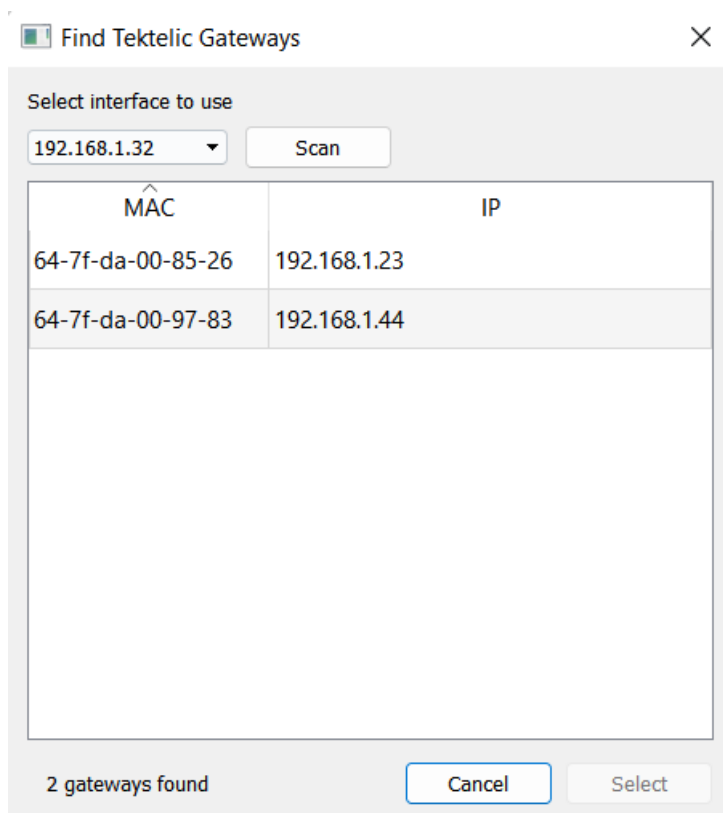 Find Tektelic Gateways
Select interface to use
192.168.1.32 Scan
MAC IP
64-7f-da-00-85-26 192.168.1.23
64-7f-da-00-97-83 192.168.1.44
2 gateways found Cancel Select